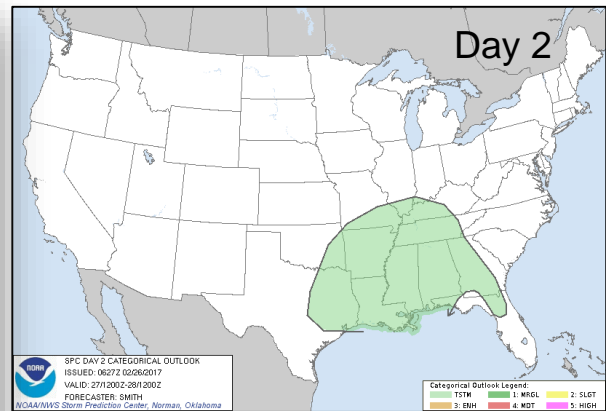 Day 2
NOAA
SPC DAY 2 CATEGORICAL OUTLOOK
ISSUED: 0627Z 02/26/2017
VALID: 27/1200Z-28/1200Z
FORECASTER: SMITH
NOAA/NWS Storm Prediction Center, Norman, Oklahoma
Categorical Outlook Legend:
TSTM 1: MRGL 2: SLGT
3: ENH 4: MDT 5: HIGH